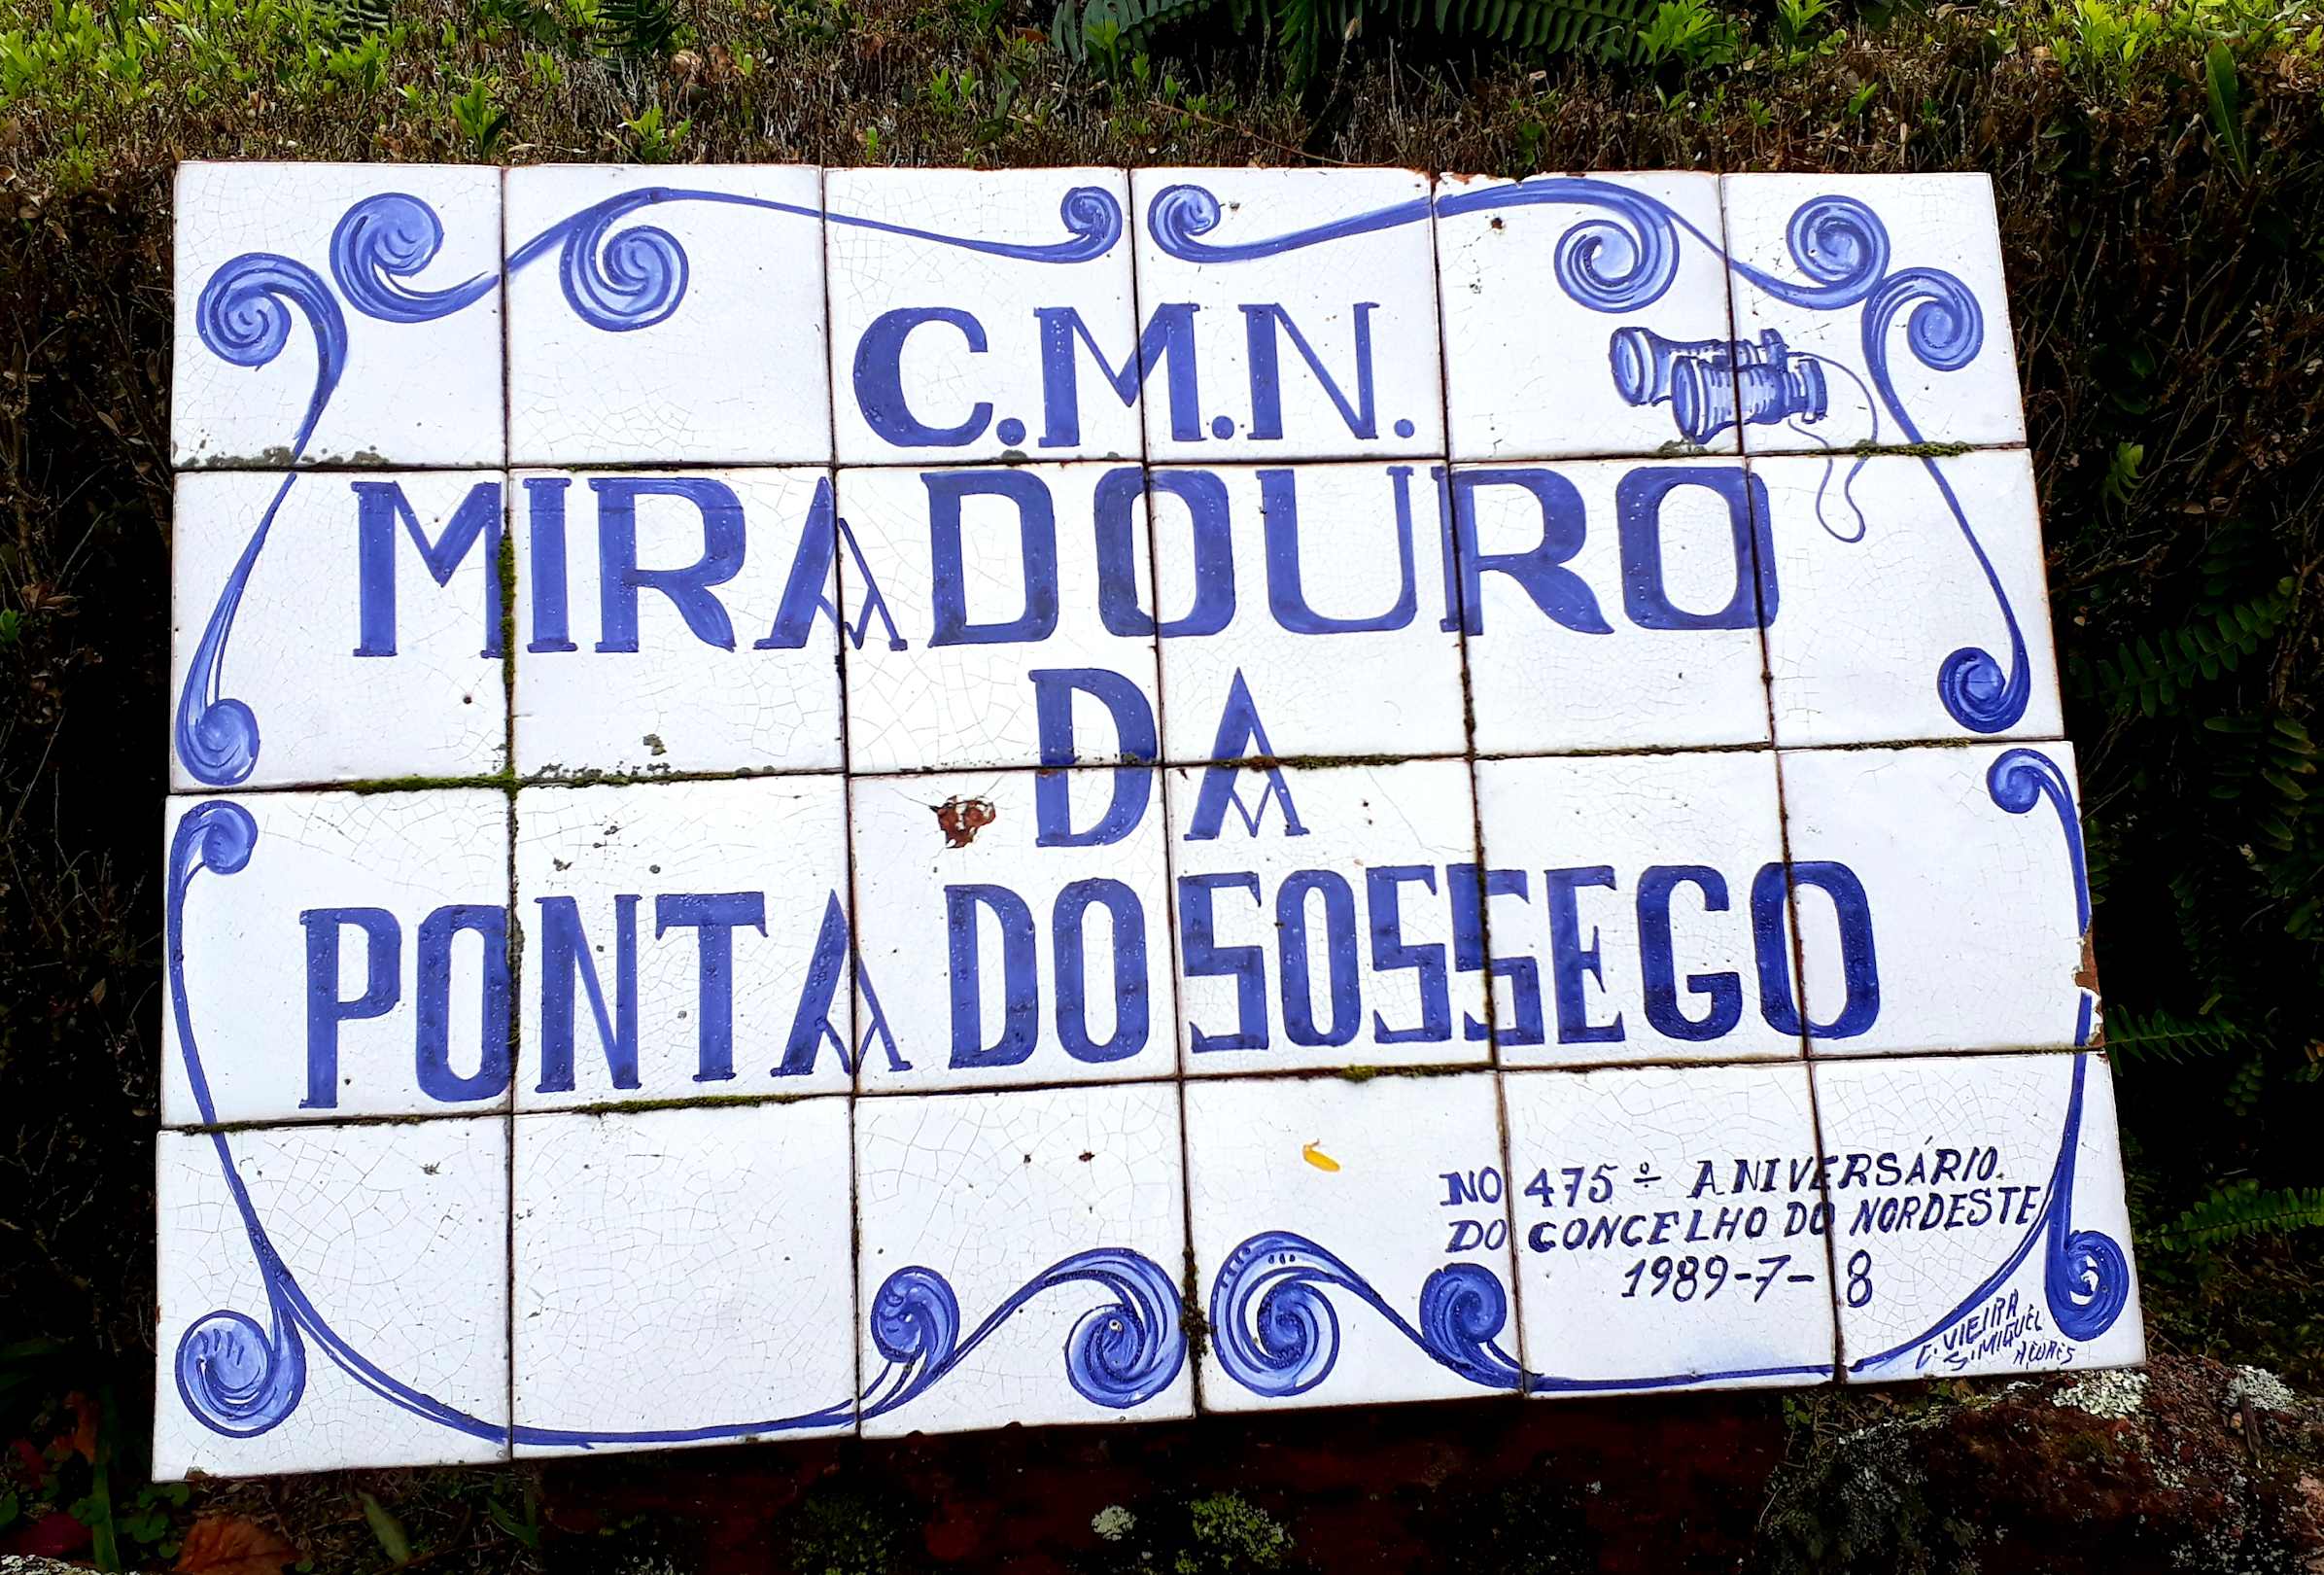 C.M.N.
MIRADOURO
DA
PONTA DO SOSSEGO
NO 475º ANIVERSÁRIO.
DO CONCELHO DO NORDESTE
1989-7-8
C. VIEIRA
S. MIGUEL
AÇORES